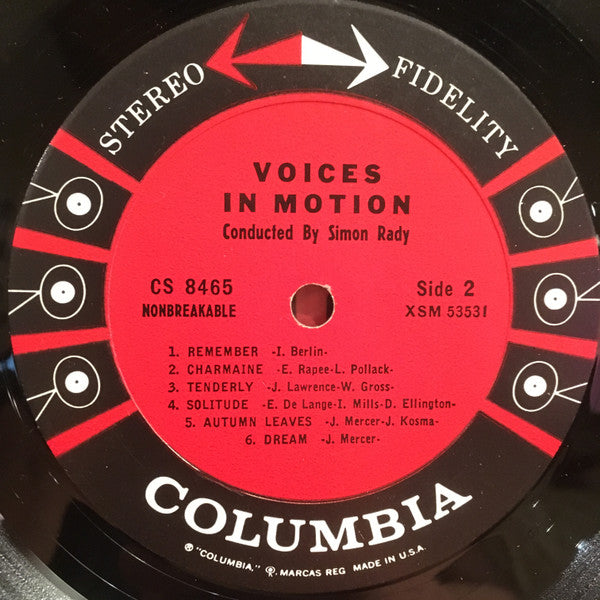 STEREO FIDELITY
VOICES
IN MOTION
Conducted By Simon Rady
CS 8465 Side 2
NONBREAKABLE XSM 53531
1. REMEMBER -I. Berlin-
2. CHARMAINE -E. Rapee-L. Pollack-
3. TENDERLY -J. Lawrence-W. Gross-
4. SOLITUDE -E. De Lange-I. Mills-D. Ellington-
5. AUTUMN LEAVES -J. Mercer-J. Kosma-
6. DREAM -J. Mercer-
COLUMBIA
® "COLUMBIA," ®, MARCAS REG MADE IN U.S.A.